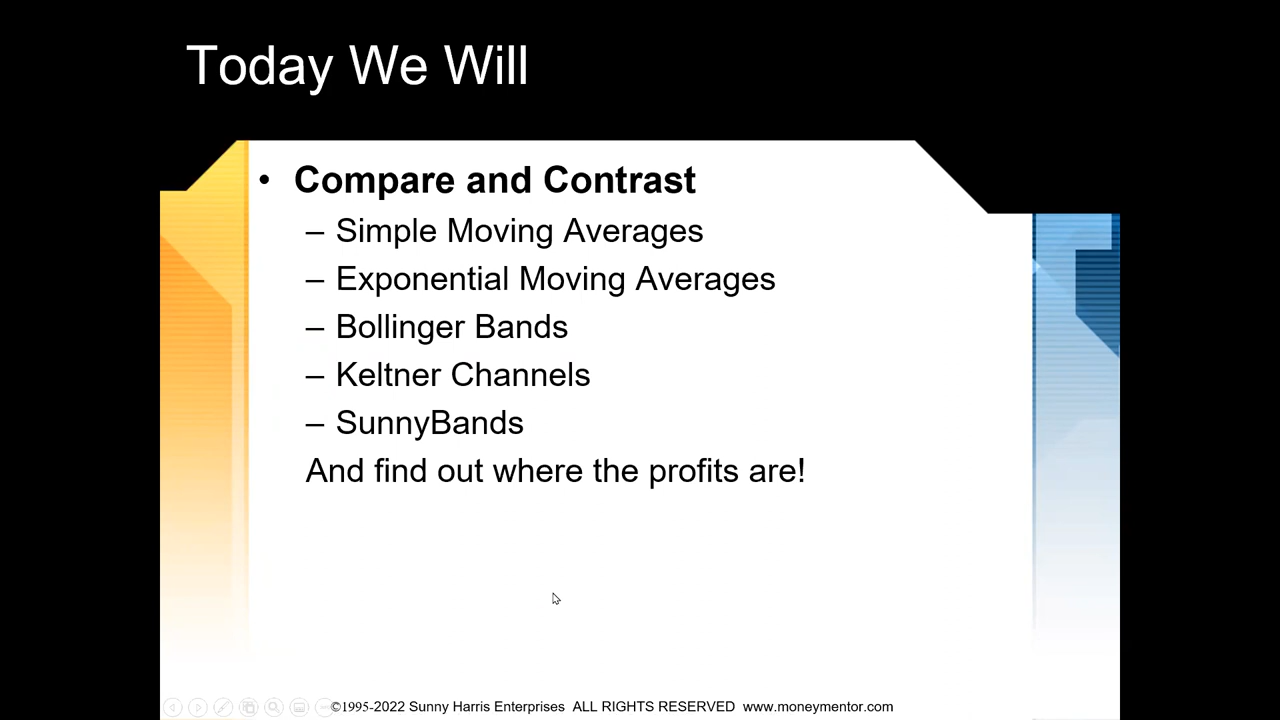 Today We Will
• Compare and Contrast
– Simple Moving Averages
– Exponential Moving Averages
– Bollinger Bands
– Keltner Channels
– SunnyBands
And find out where the profits are!
©1995-2022 Sunny Harris Enterprises ALL RIGHTS RESERVED www.moneymentor.com